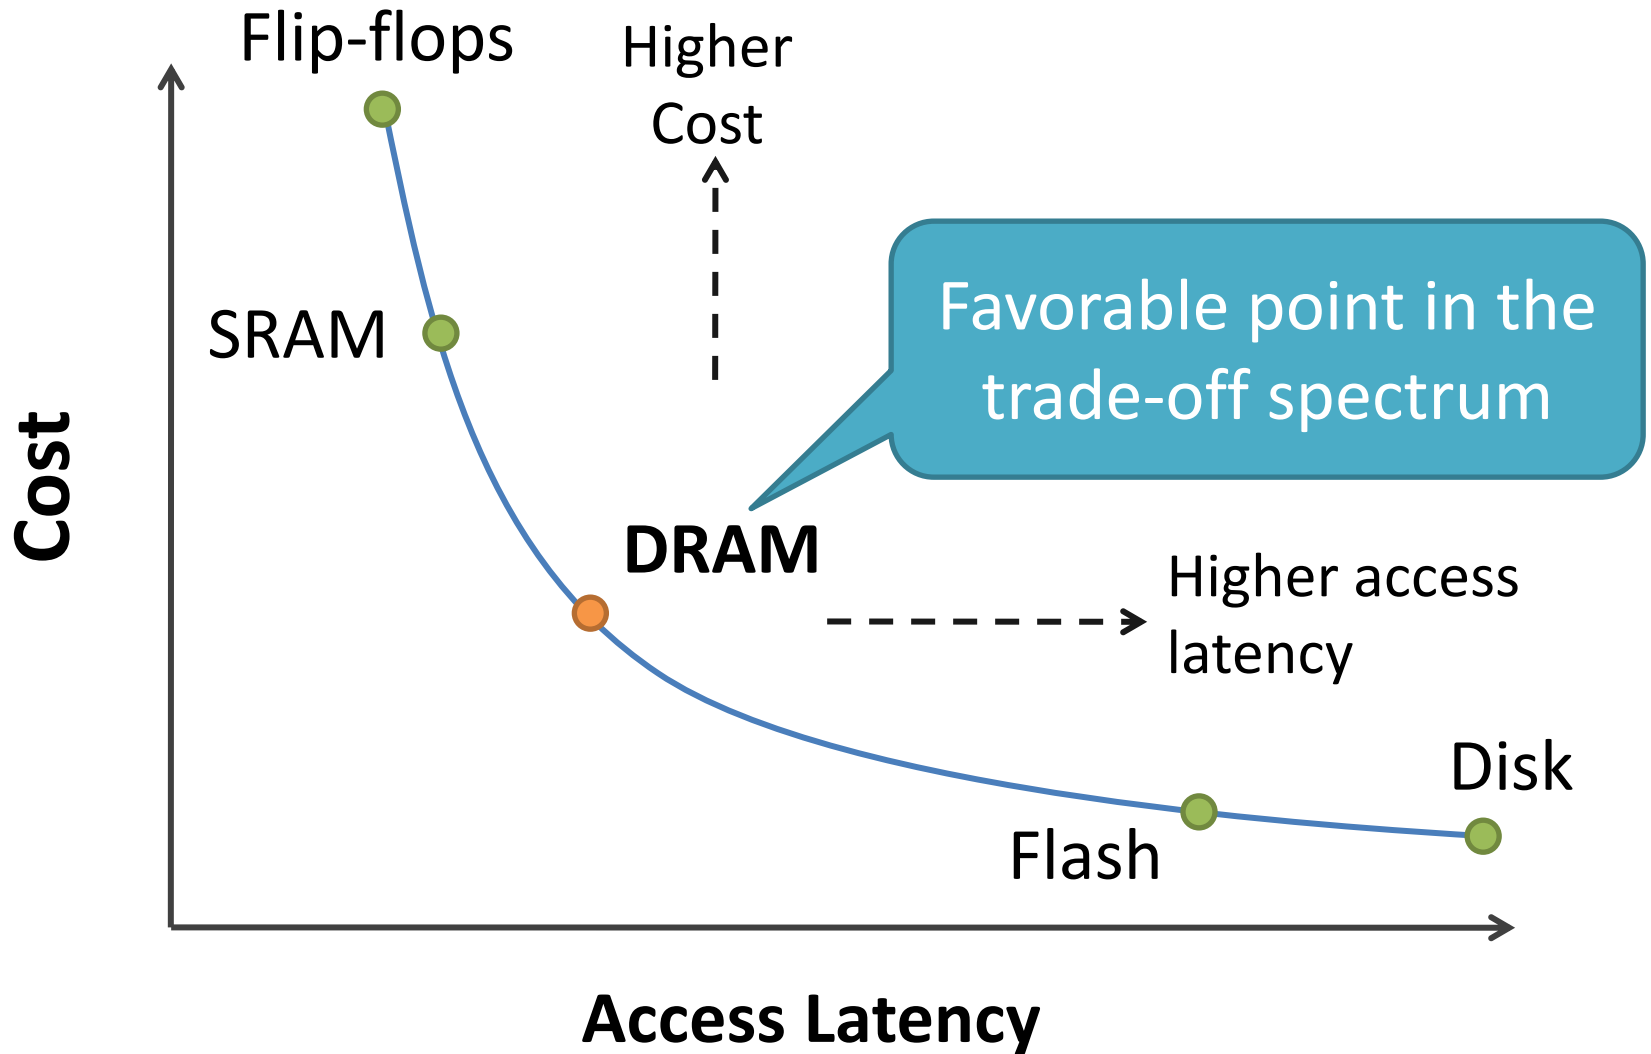 Flip-flops
Higher
Cost
SRAM
Favorable point in the
trade-off spectrum
Cost
DRAM
Higher access
latency
Disk
Flash
Access Latency